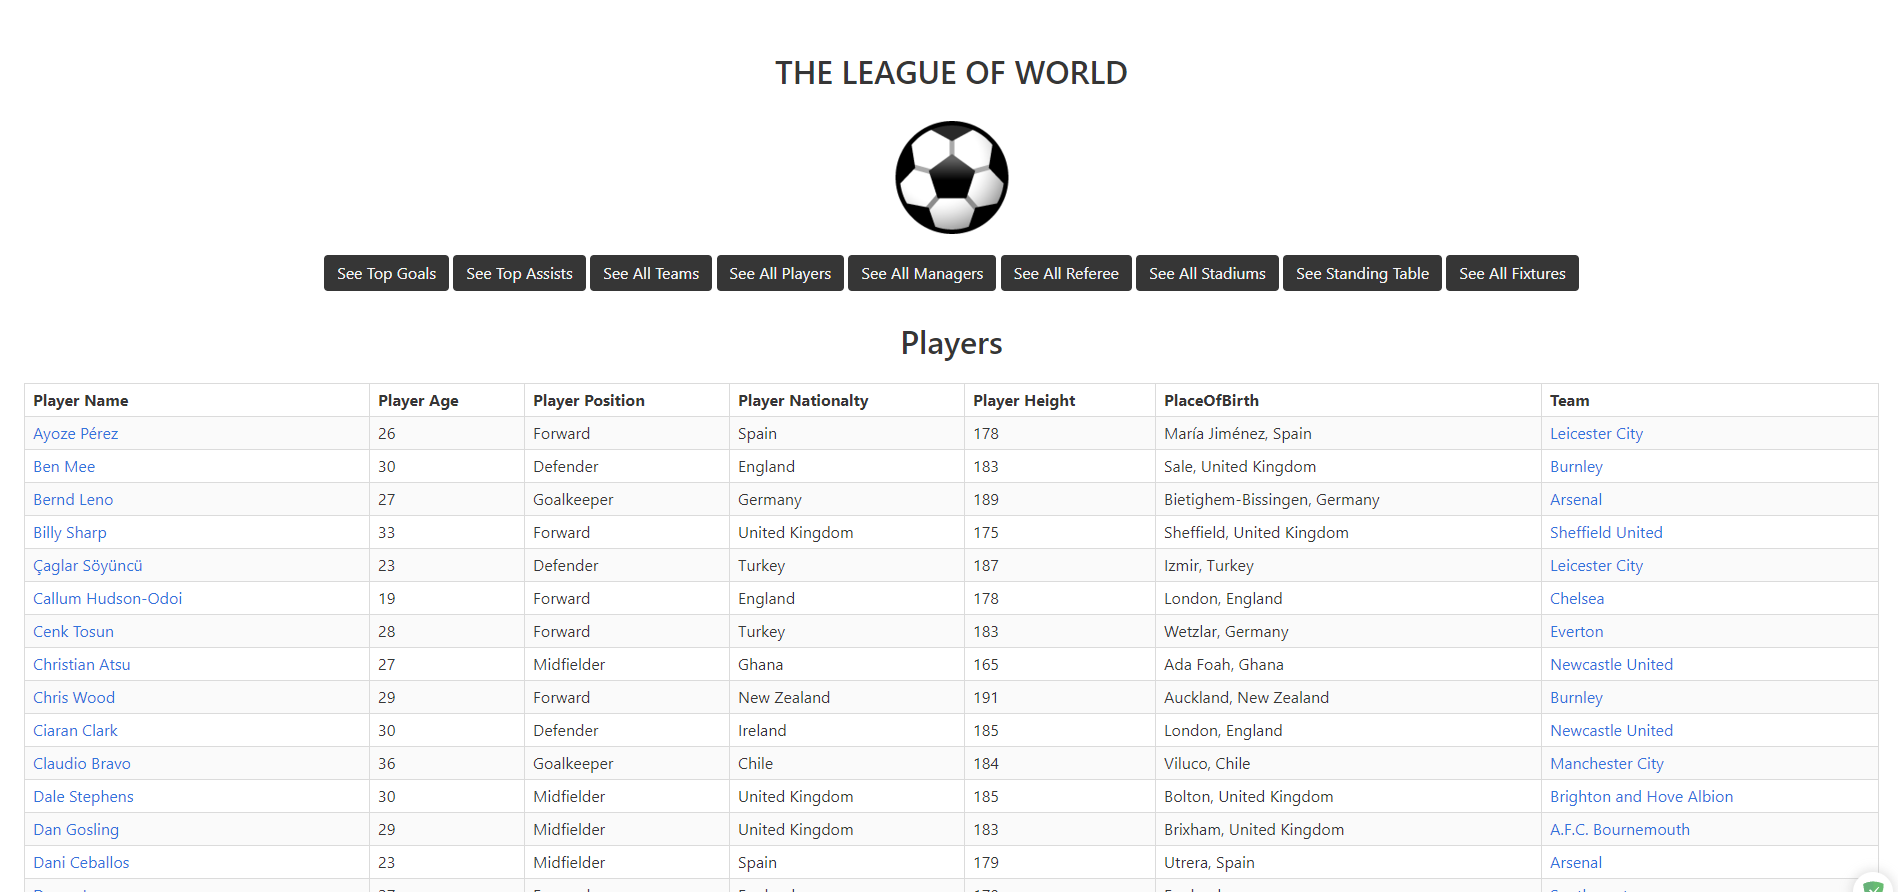 THE LEAGUE OF WORLD
See Top Goals See Top Assists See All Teams See All Players See All Managers See All Referee See All Stadiums See Standing Table See All Fixtures
Players
Player Name Player Age Player Position Player Nationalty Player Height PlaceOfBirth Team
Ayoze Pérez 26 Forward Spain 178 María Jiménez, Spain Leicester City
Ben Mee 30 Defender England 183 Sale, United Kingdom Burnley
Bernd Leno 27 Goalkeeper Germany 189 Bietighem-Bissingen, Germany Arsenal
Billy Sharp 33 Forward United Kingdom 175 Sheffield, United Kingdom Sheffield United
Çaglar Söyüncü 23 Defender Turkey 187 Izmir, Turkey Leicester City
Callum Hudson-Odoi 19 Forward England 178 London, England Chelsea
Cenk Tosun 28 Forward Turkey 183 Wetzlar, Germany Everton
Christian Atsu 27 Midfielder Ghana 165 Ada Foah, Ghana Newcastle United
Chris Wood 29 Forward New Zealand 191 Auckland, New Zealand Burnley
Ciaran Clark 30 Defender Ireland 185 London, England Newcastle United
Claudio Bravo 36 Goalkeeper Chile 184 Viluco, Chile Manchester City
Dale Stephens 30 Midfielder United Kingdom 185 Bolton, United Kingdom Brighton and Hove Albion
Dan Gosling 29 Midfielder United Kingdom 183 Brixham, United Kingdom A.F.C. Bournemouth
Dani Ceballos 23 Midfielder Spain 179 Utrera, Spain Arsenal